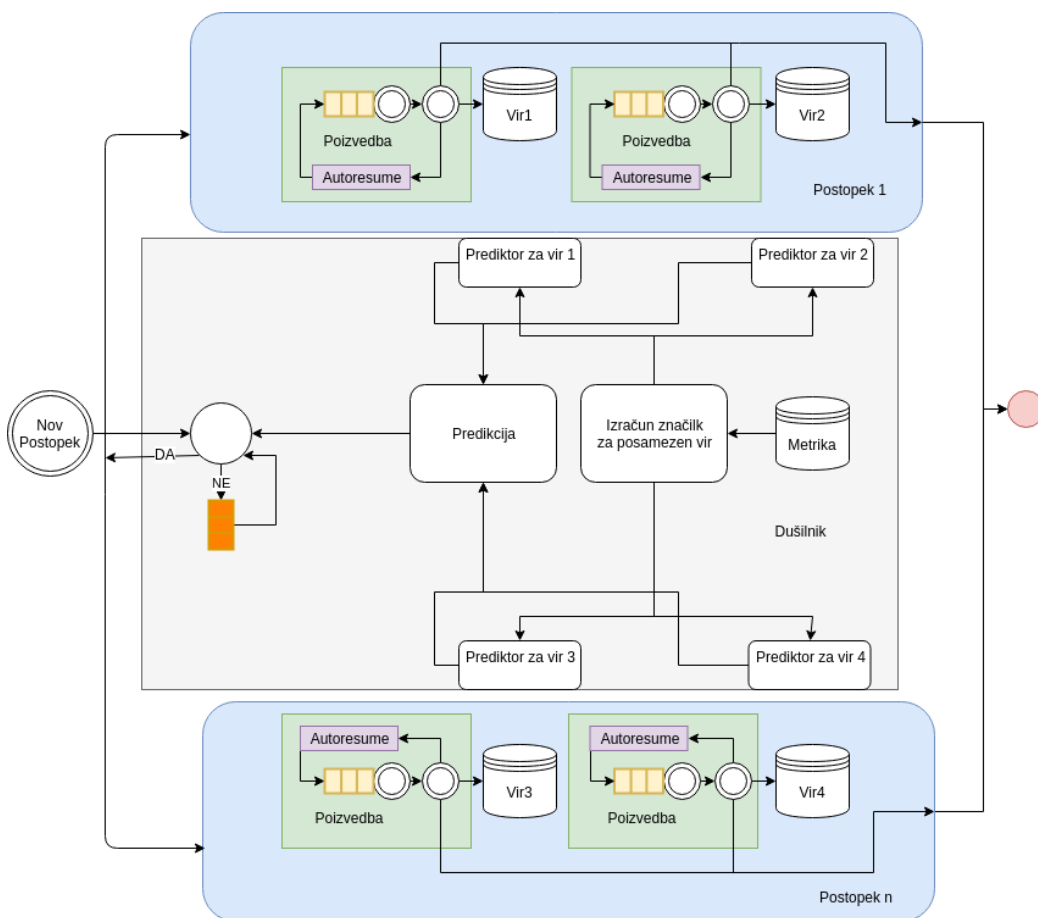 Vir1
Vir2
Poizvedba
Poizvedba
Autoresume
Autoresume
Postopek 1
Prediktor za vir 1
Prediktor za vir 2
Nov
Postopek
DA
NE
Predikcija
Izračun značilk
za posamezen vir
Metrika
Dušilnik
Prediktor za vir 3
Prediktor za vir 4
Autoresume
Autoresume
Vir3
Vir4
Poizvedba
Poizvedba
Postopek n